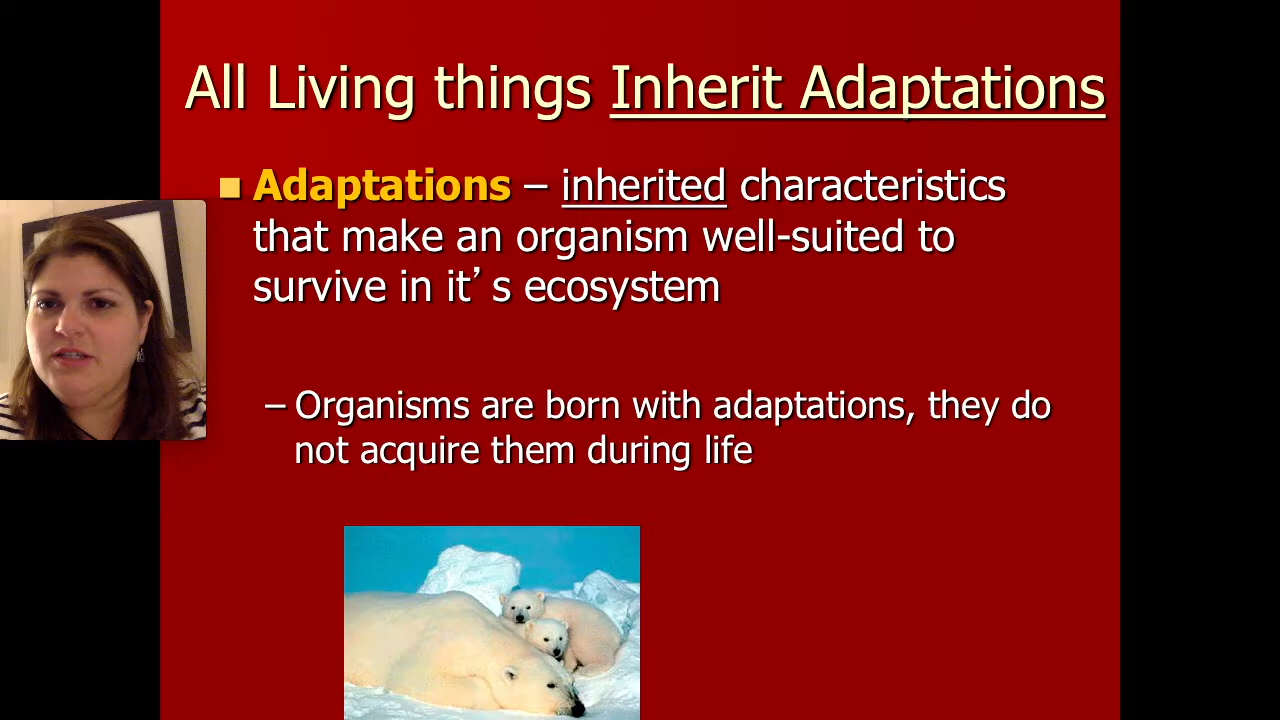 All Living things Inherit Adaptations
■ Adaptations – inherited characteristics
that make an organism well-suited to
survive in it’ s ecosystem
– Organisms are born with adaptations, they do
not acquire them during life